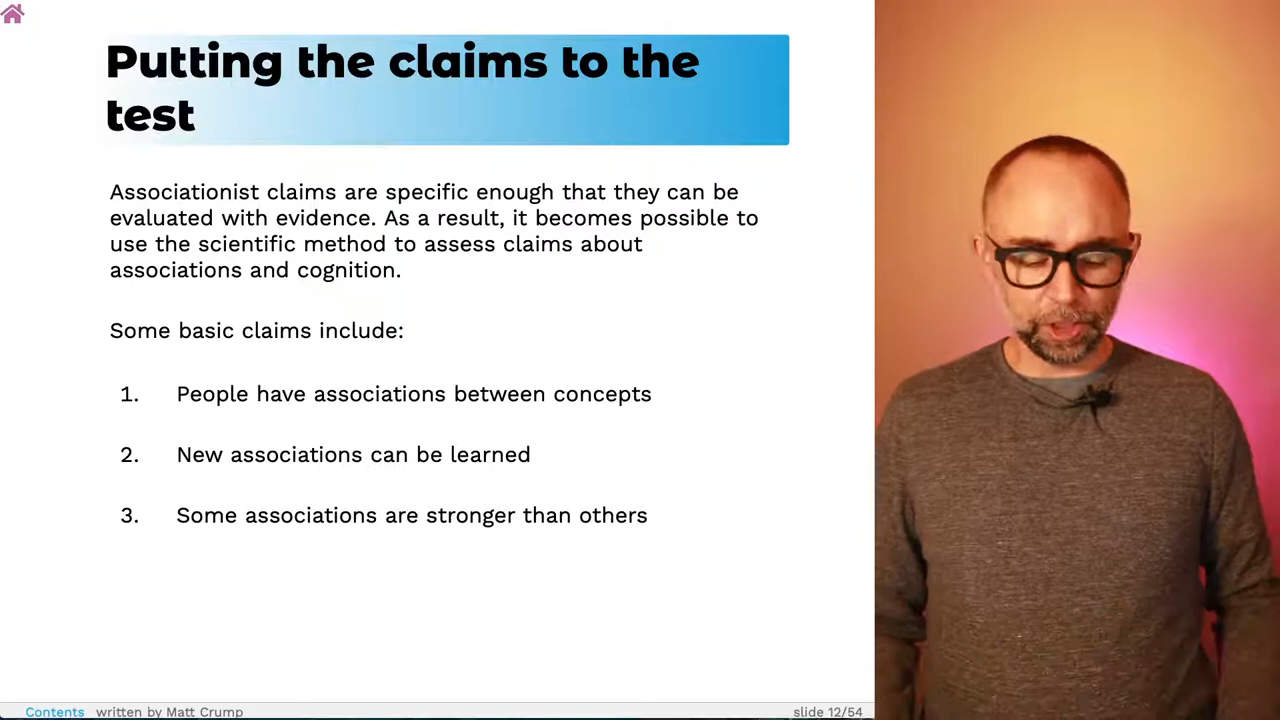 Putting the claims to the
test
Associationist claims are specific enough that they can be
evaluated with evidence. As a result, it becomes possible to
use the scientific method to assess claims about
associations and cognition.
Some basic claims include:
1. People have associations between concepts
2. New associations can be learned
3. Some associations are stronger than others
Contents written by Matt Crump slide 12/54